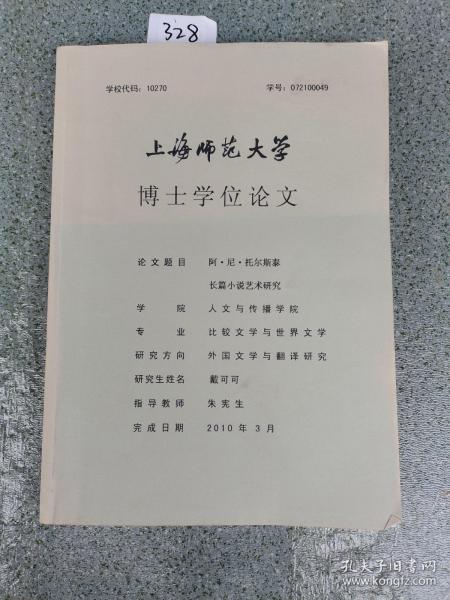 328
学校代码：10270 学号：072100049
上海师范大学
博士学位论文
论文题目 阿·尼·托尔斯泰
长篇小说艺术研究
学院 人文与传播学院
专业 比较文学与世界文学
研究方向 外国文学与翻译研究
研究生姓名 戴可可
指导教师 朱宪生
完成日期 2010年3月
孔夫子旧书网
www.kongfz.com